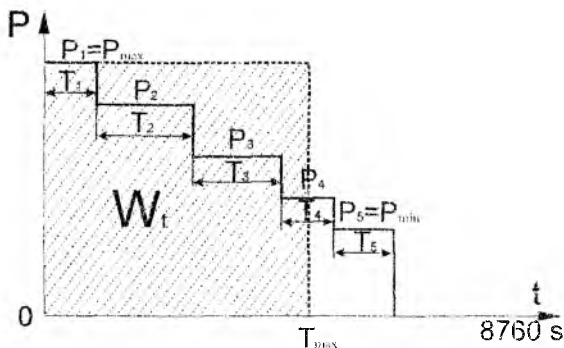 P
P₁=Pmax
T₁
P₂
T₂
P₃
T₃
P₄
T₄
P₅=Pmin
T₅
Wt
t
0
Tmax
8760 s